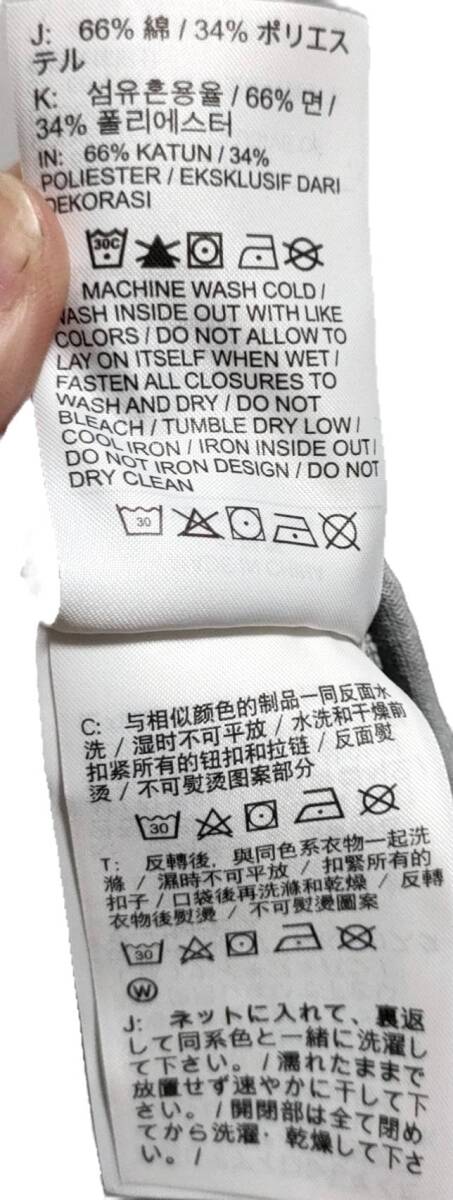 J: 66% 綿 / 34% ポリエス
テル
K: 섬유혼용율 / 66% 면 /
34% 폴리에스터
IN: 66% KATUN / 34%
POLIESTER / EKSKLUSIF DARI
DEKORASI
30C
MACHINE WASH COLD /
WASH INSIDE OUT WITH LIKE
COLORS / DO NOT ALLOW TO
LAY ON ITSELF WHEN WET /
FASTEN ALL CLOSURES TO
WASH AND DRY / DO NOT
BLEACH / TUMBLE DRY LOW /
COOL IRON / IRON INSIDE OUT /
DO NOT IRON DESIGN / DO NOT
DRY CLEAN
30
C: 与相似颜色的制品一同反面水
洗 / 湿时不可平放 / 水洗和干燥前
扣紧所有的钮扣和拉链 / 反面熨
烫 / 不可熨烫图案部分
30
T: 反轉後，與同色系衣物一起洗
滌 / 濕時不可平放 / 扣緊所有的
扣子 / 口袋後再洗滌和乾燥 / 反轉
衣物後熨燙 / 不可熨燙圖案
30
W
J: ネットに入れて、裏返
して同系色と一緒に洗濯し
て下さい。 / 濡れたままで
放置せず速やかに干して下
さい。 / 開閉部は全て閉め
てから洗濯・乾燥して下さ
い。 /